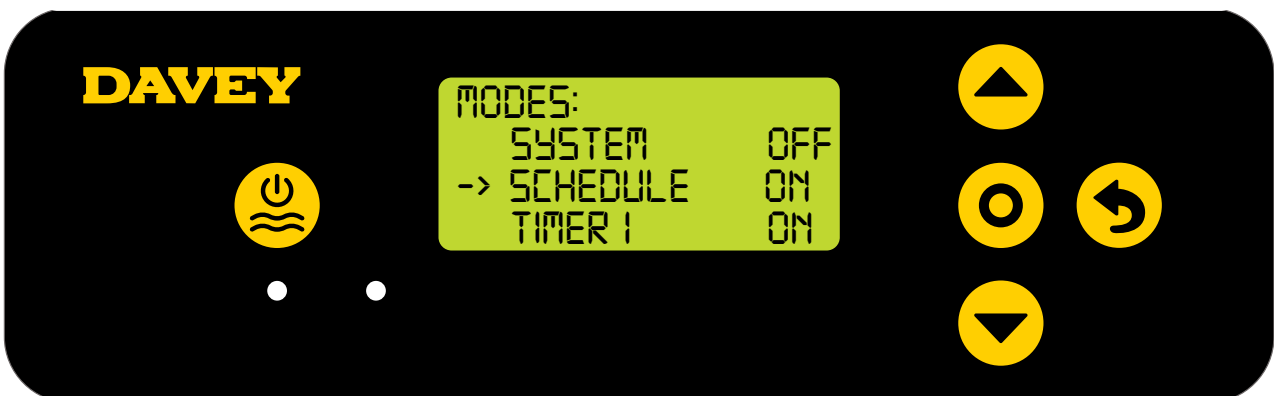 DAVEY
MODES:
SYSTEM OFF
-> SCHEDULE ON
TIMER 1 ON